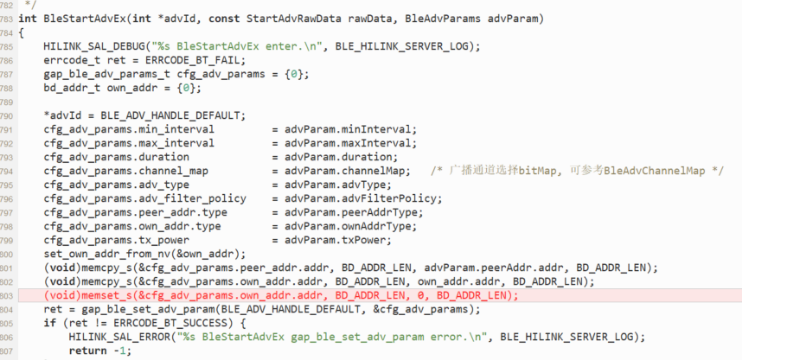 782 */
783 int BleStartAdvEx(int *advId, const StartAdvRawData rawData, BleAdvParams advParam)
784 {
785 HILINK_SAL_DEBUG("%s BleStartAdvEx enter.\n", BLE_HILINK_SERVER_LOG);
786 errcode_t ret = ERRCODE_BT_FAIL;
787 gap_ble_adv_params_t cfg_adv_params = {0};
788 bd_addr_t own_addr = {0};
789
790 *advId = BLE_ADV_HANDLE_DEFAULT;
791 cfg_adv_params.min_interval = advParam.minInterval;
792 cfg_adv_params.max_interval = advParam.maxInterval;
793 cfg_adv_params.duration = advParam.duration;
794 cfg_adv_params.channel_map = advParam.channelMap; /* 广播通道选择bitMap, 可参考BleAdvChannelMap */
795 cfg_adv_params.adv_type = advParam.advType;
796 cfg_adv_params.adv_filter_policy = advParam.advFilterPolicy;
797 cfg_adv_params.peer_addr.type = advParam.peerAddrType;
798 cfg_adv_params.own_addr.type = advParam.ownAddrType;
799 cfg_adv_params.tx_power = advParam.txPower;
800 set_own_addr_from_nv(&own_addr);
801 (void)memcpy_s(&cfg_adv_params.peer_addr.addr, BD_ADDR_LEN, advParam.peerAddr.addr, BD_ADDR_LEN);
802 (void)memcpy_s(&cfg_adv_params.own_addr.addr, BD_ADDR_LEN, own_addr.addr, BD_ADDR_LEN);
803 (void)memset_s(&cfg_adv_params.own_addr.addr, BD_ADDR_LEN, 0, BD_ADDR_LEN);
804 ret = gap_ble_set_adv_param(BLE_ADV_HANDLE_DEFAULT, &cfg_adv_params);
805 if (ret != ERRCODE_BT_SUCCESS) {
806 HILINK_SAL_ERROR("%s BleStartAdvEx gap_ble_set_adv_param error.\n", BLE_HILINK_SERVER_LOG);
807 return -1;